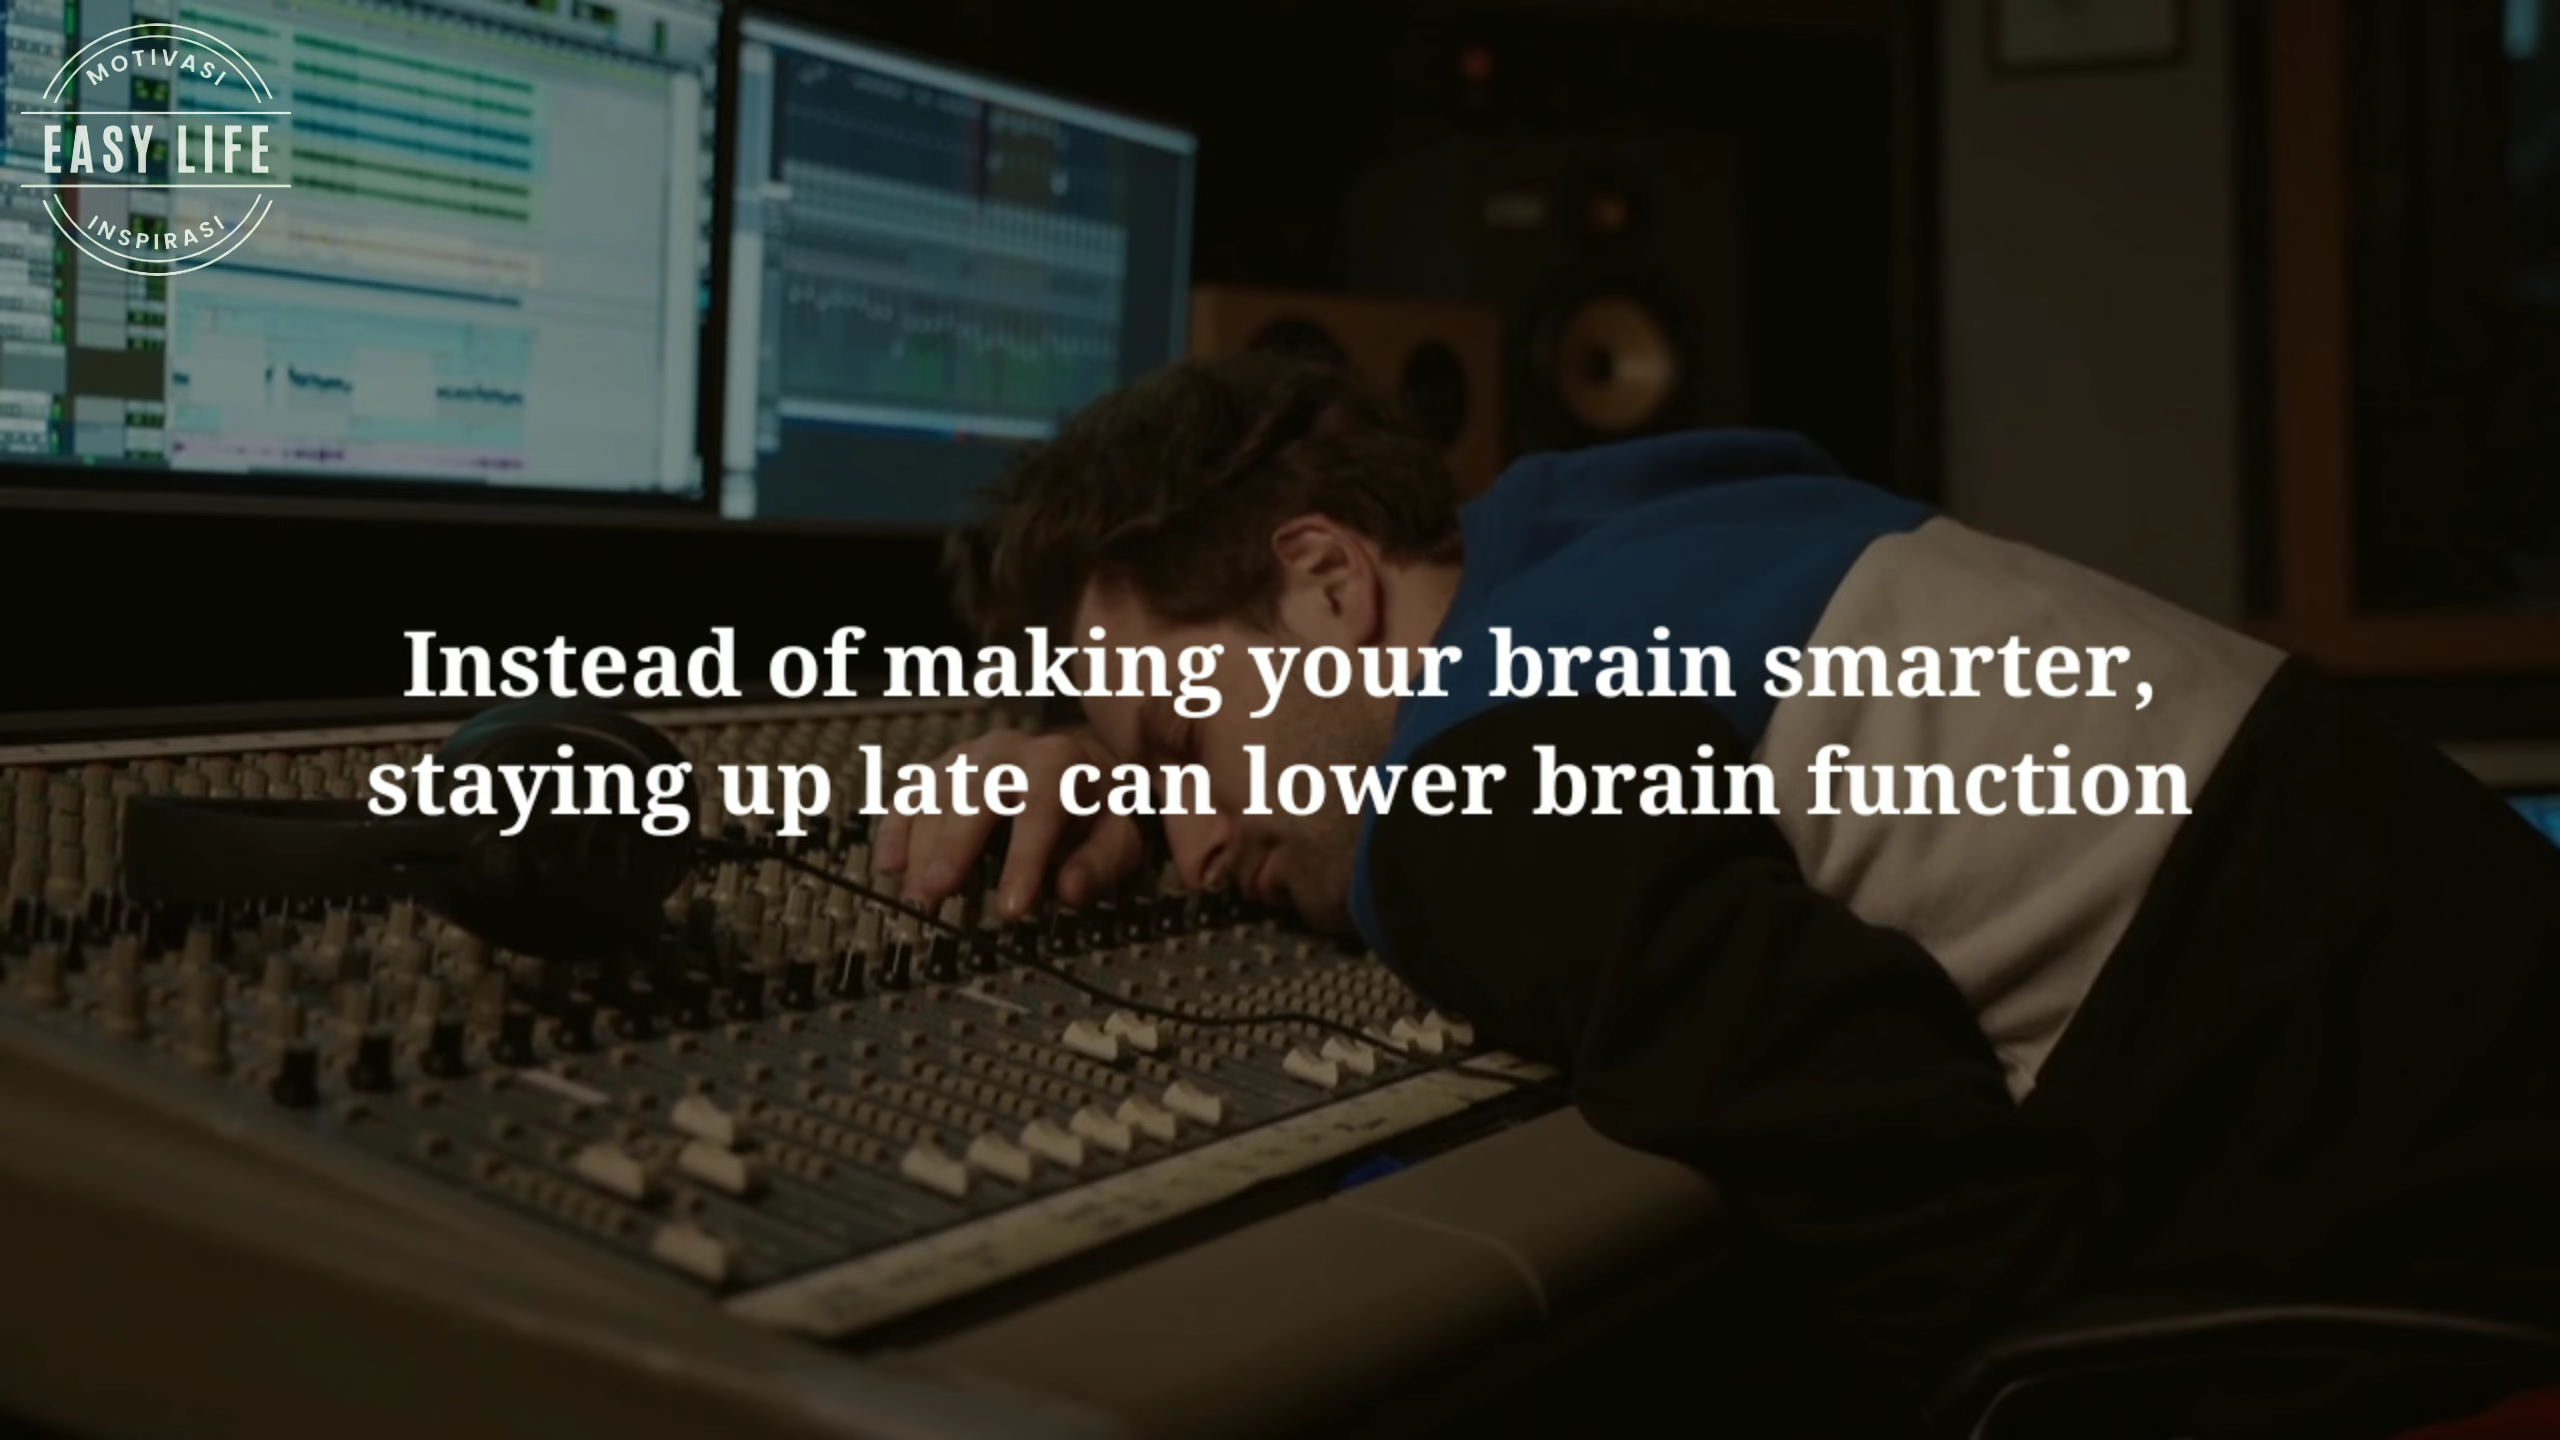 MOTIVASI
EASY LIFE
INSPIRASI
Instead of making your brain smarter,
staying up late can lower brain function